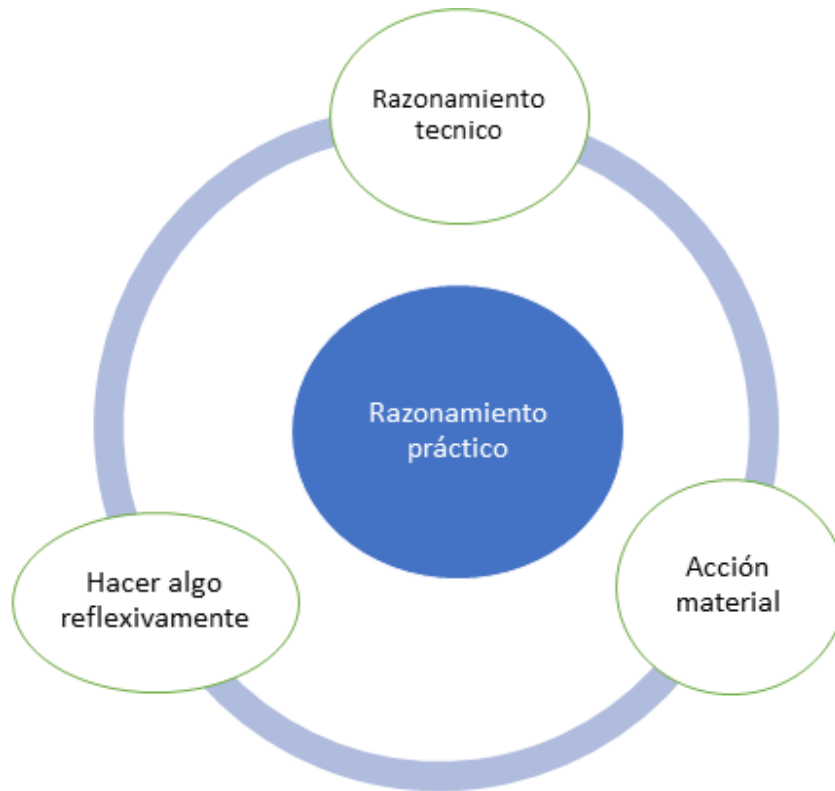 Razonamiento
tecnico
Razonamiento
práctico
Hacer algo
reflexivamente
Acción
material